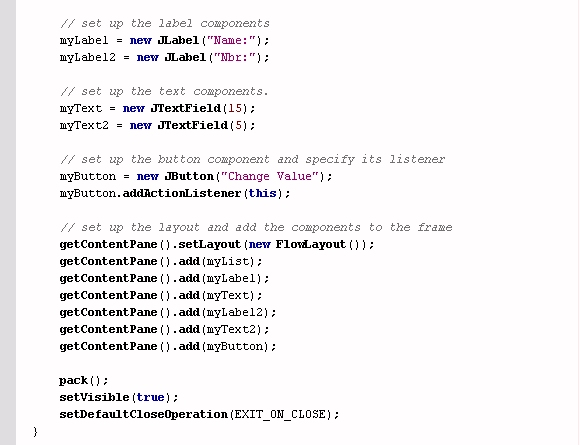 // set up the label components
myLabel = new JLabel("Name:");
myLabel2 = new JLabel("Nbr:");
// set up the text components.
myText = new JTextField(15);
myText2 = new JTextField(5);
// set up the button component and specify its listener
myButton = new JButton("Change Value");
myButton.addActionListener(this);
// set up the layout and add the components to the frame
getContentPane().setLayout(new FlowLayout());
getContentPane().add(myList);
getContentPane().add(myLabel);
getContentPane().add(myText);
getContentPane().add(myLabel2);
getContentPane().add(myText2);
getContentPane().add(myButton);
pack();
setVisible(true);
setDefaultCloseOperation(EXIT_ON_CLOSE);
}